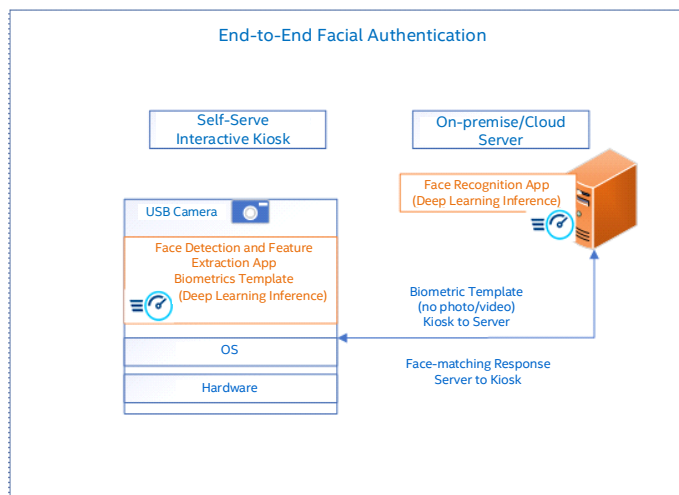 End-to-End Facial Authentication
Self-Serve
Interactive Kiosk
On-premise/Cloud
Server
Face Recognition App
(Deep Learning Inference)
USB Camera
Face Detection and Feature
Extraction App
Biometrics Template
(Deep Learning Inference)
Biometric Template
(no photo/video)
Kiosk to Server
OS
Face-matching Response
Server to Kiosk
Hardware